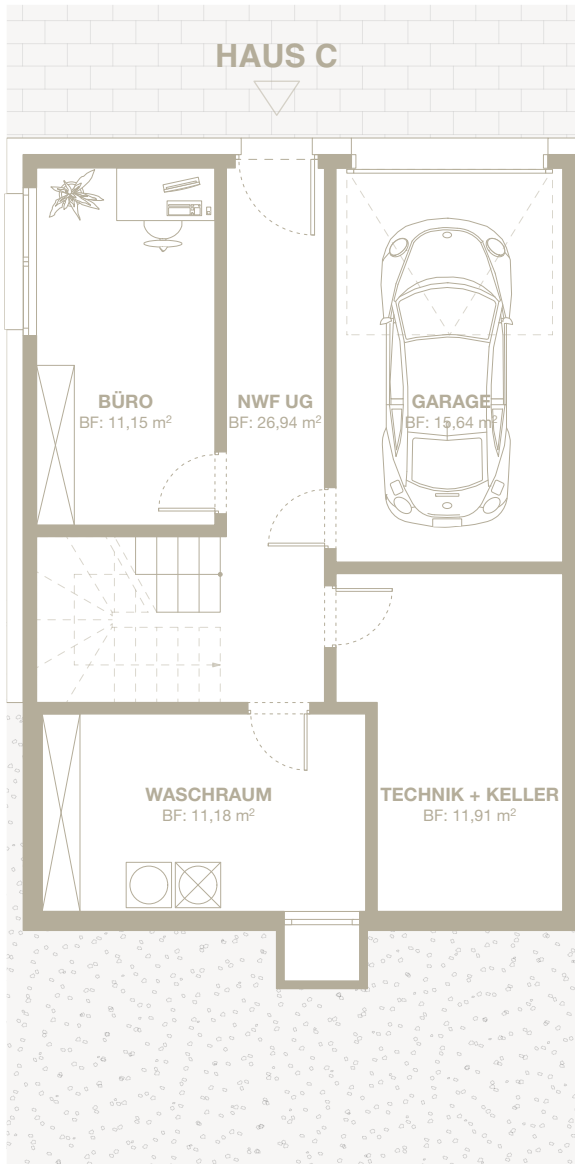 HAUS C
BÜRO
BF: 11,15 m²
NWF UG
BF: 26,94 m²
GARAGE
BF: 15,64 m²
WASCHRAUM
BF: 11,18 m²
TECHNIK + KELLER
BF: 11,91 m²